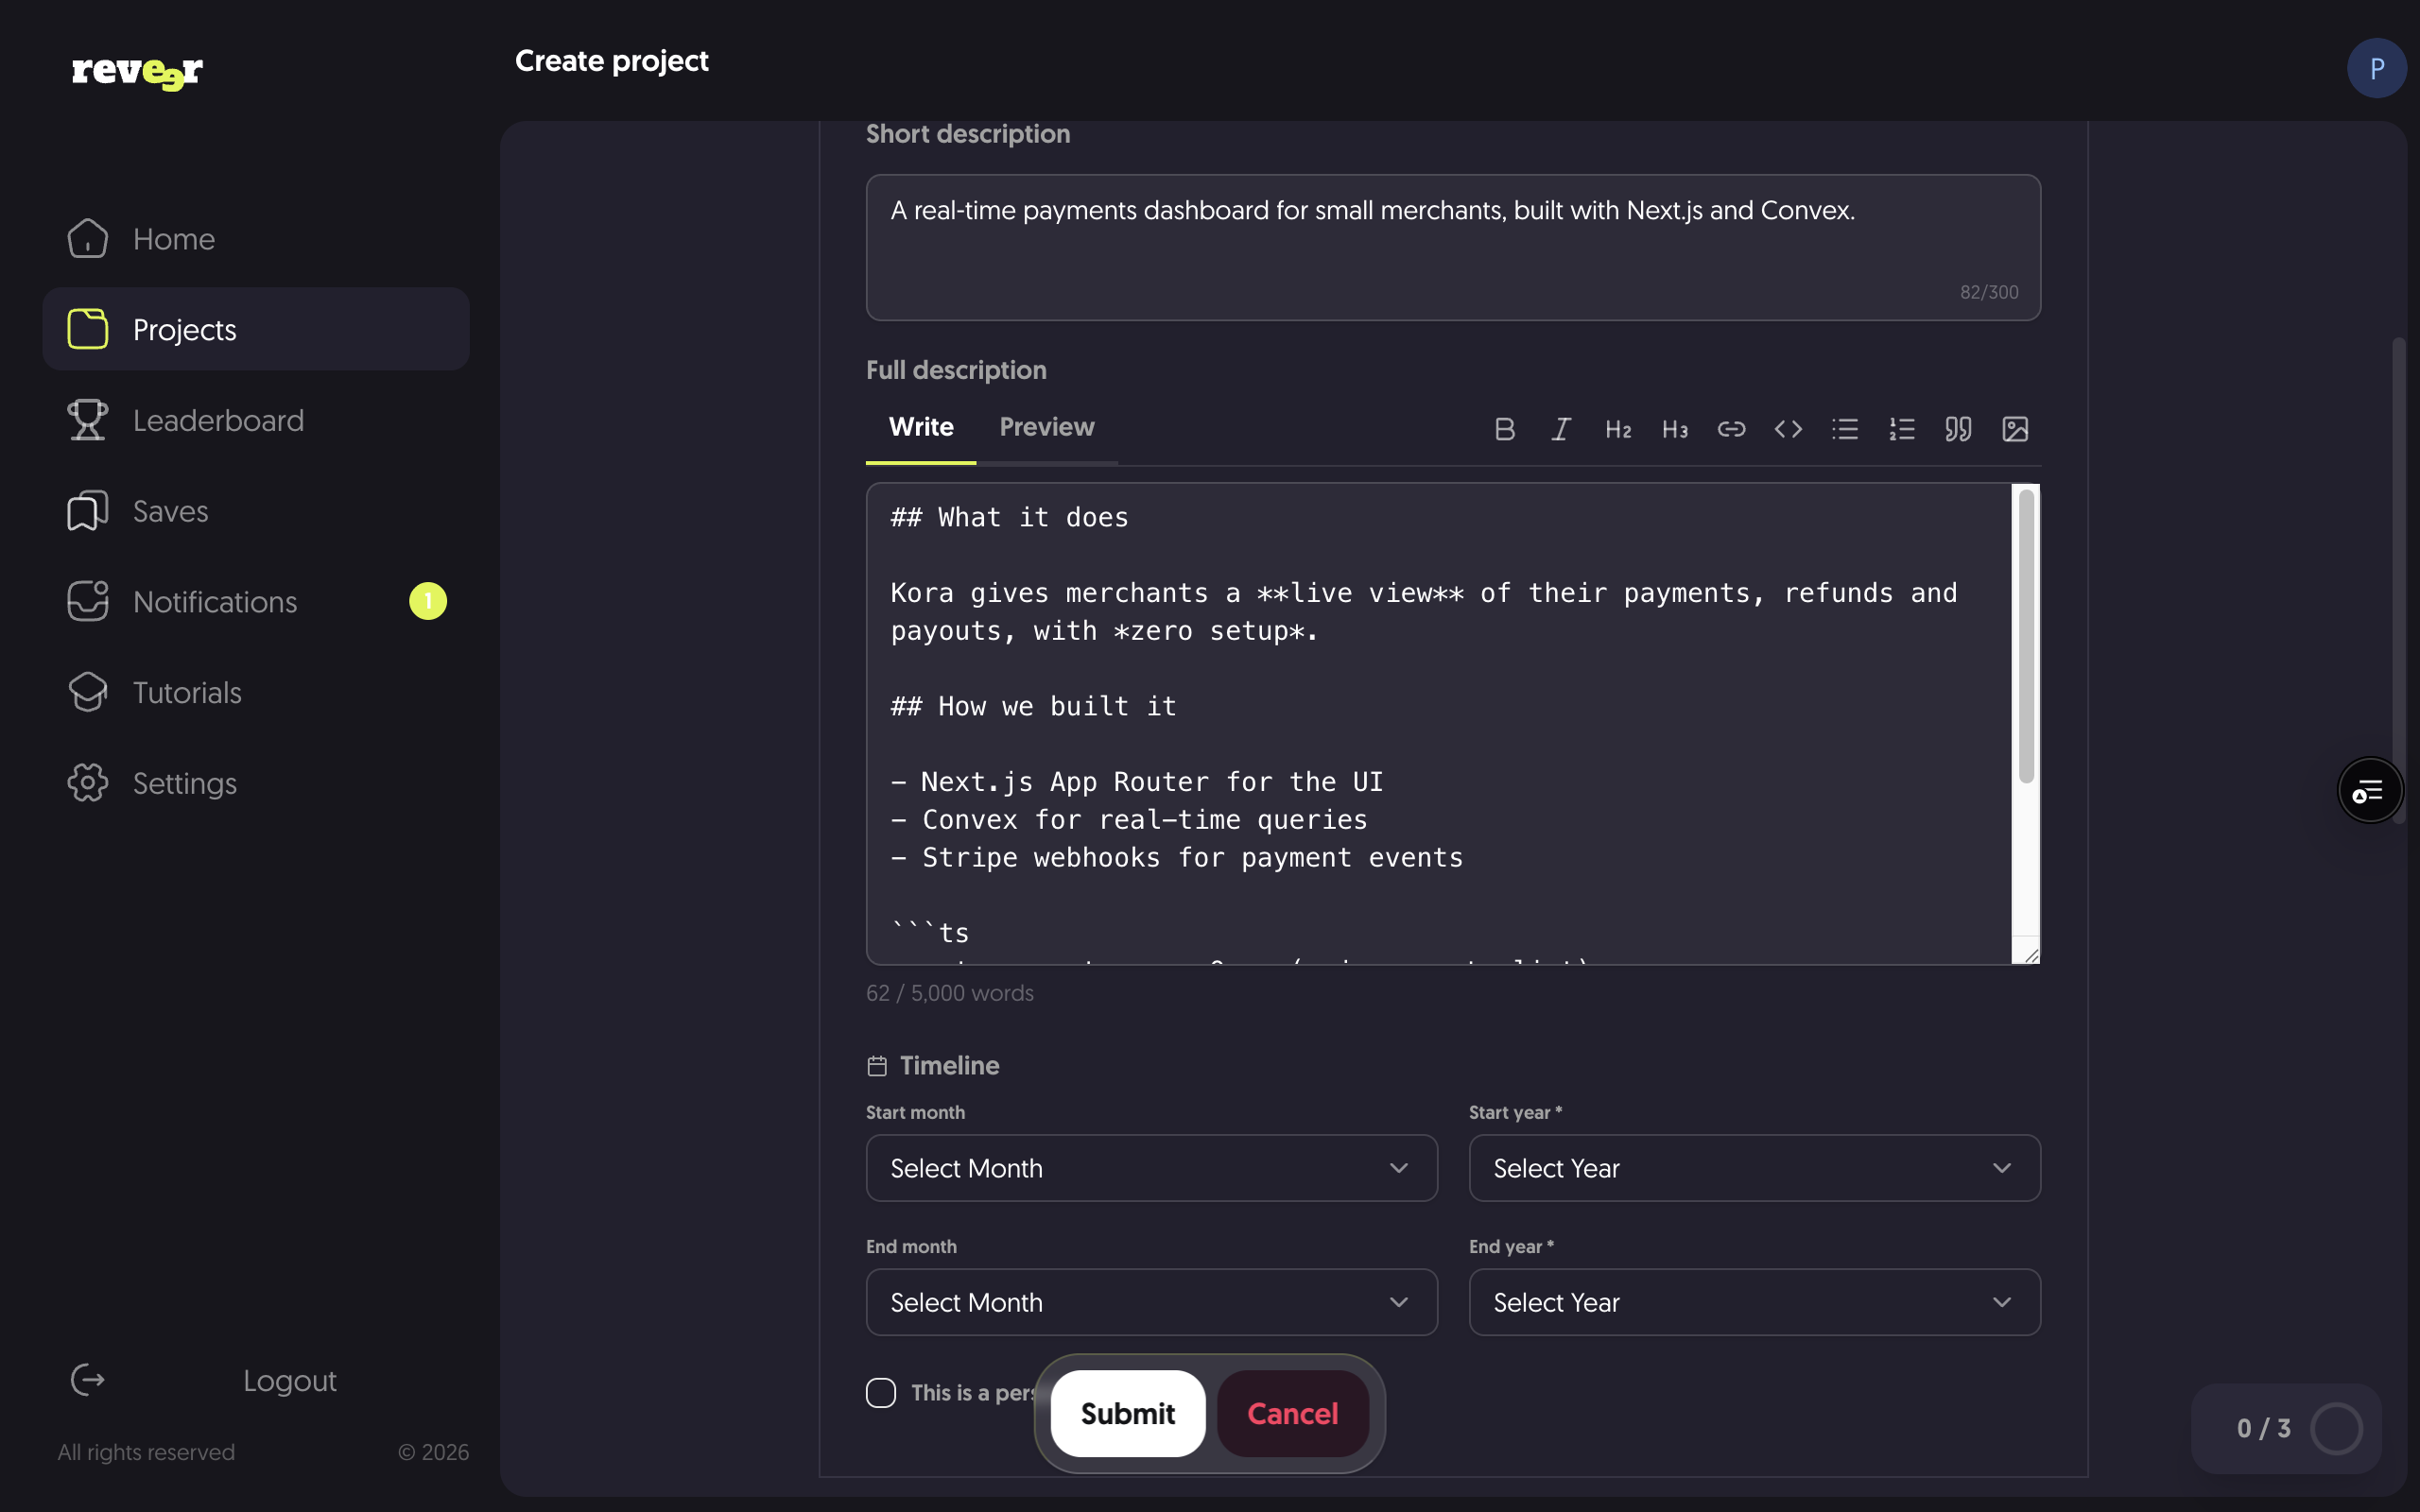 reveer
Create project
P
Home
Projects
Leaderboard
Saves
Notifications
1
Tutorials
Settings
Logout
All rights reserved
© 2026
Short description
A real-time payments dashboard for small merchants, built with Next.js and Convex.
82/300
Full description
Write
Preview
B I H2 H3
## What it does
Kora gives merchants a **live view** of their payments, refunds and
payouts, with *zero setup*.
## How we built it
- Next.js App Router for the UI
- Convex for real-time queries
- Stripe webhooks for payment events
```ts
62 / 5,000 words
Timeline
Start month
Start year *
Select Month
Select Year
End month
End year *
Select Month
Select Year
This is a
Submit
Cancel
0 / 3